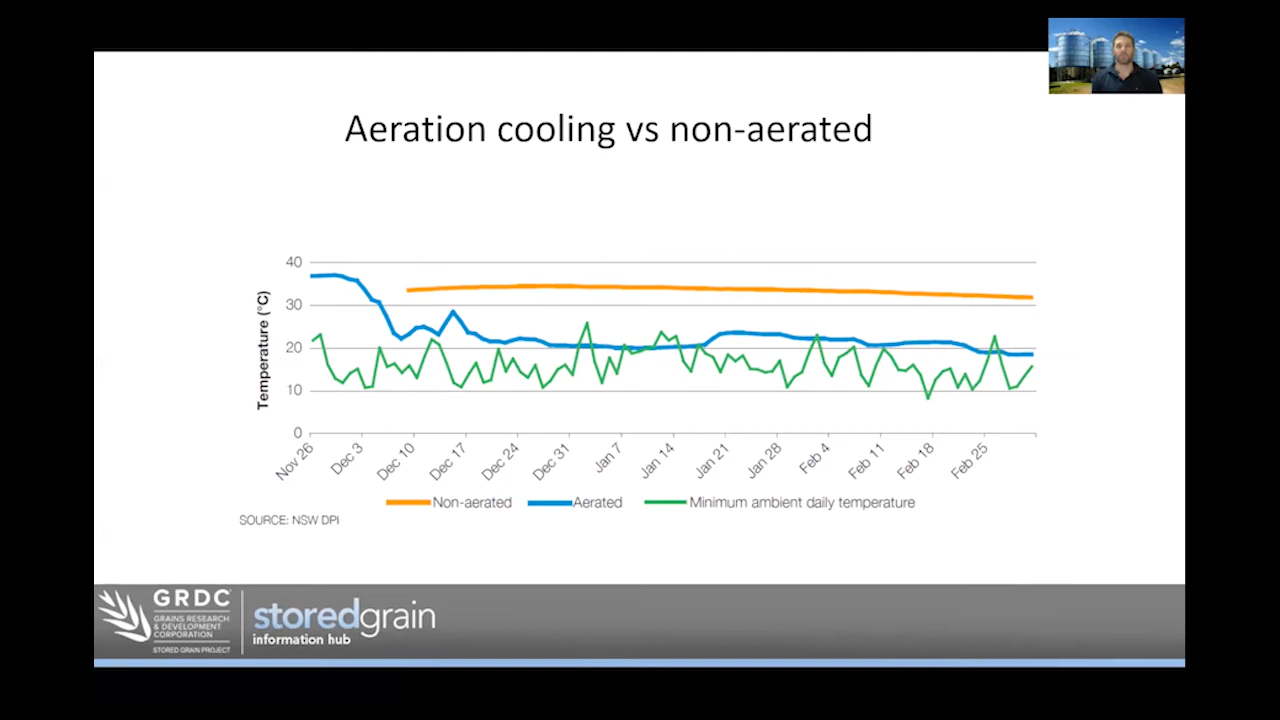 Aeration cooling vs non-aerated
Temperature (°C)
40
30
20
10
0
Nov 26
Dec 3
Dec 10
Dec 17
Dec 24
Dec 31
Jan 7
Jan 14
Jan 21
Jan 28
Feb 4
Feb 11
Feb 18
Feb 25
Non-aerated
Aerated
Minimum ambient daily temperature
SOURCE: NSW DPI
GRDC
GRAINS RESEARCH
& DEVELOPMENT
CORPORATION
STORED GRAIN PROJECT
storedgrain
information hub